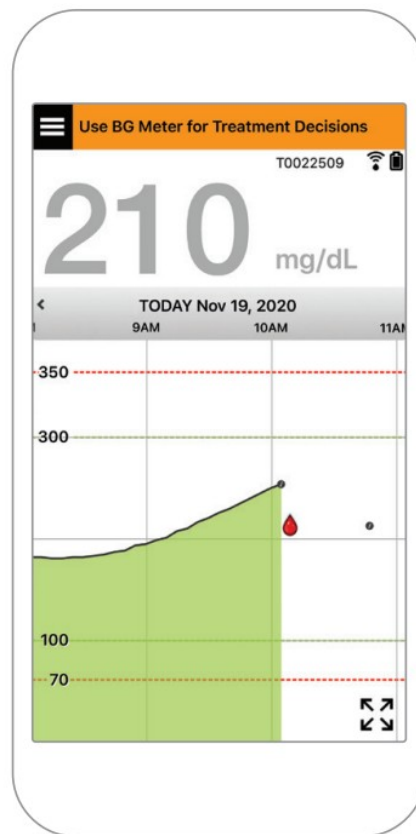 Use BG Meter for Treatment Decisions
T0022509
210 mg/dL
< TODAY Nov 19, 2020
9AM 10AM 11AM
350
300
100
70